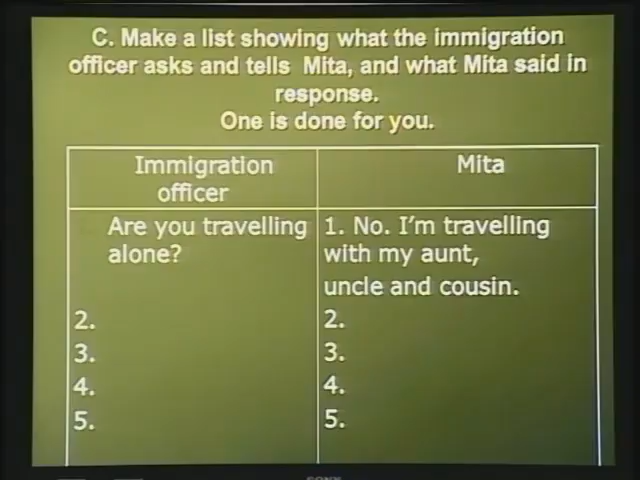 C. Make a list showing what the immigration
officer asks and tells Mita, and what Mita said in
response.
One is done for you.
Immigration
officer
Mita
Are you travelling
alone?
1. No. I'm travelling
with my aunt,
uncle and cousin.
2.
3.
4.
5.
2.
3.
4.
5.
SONY